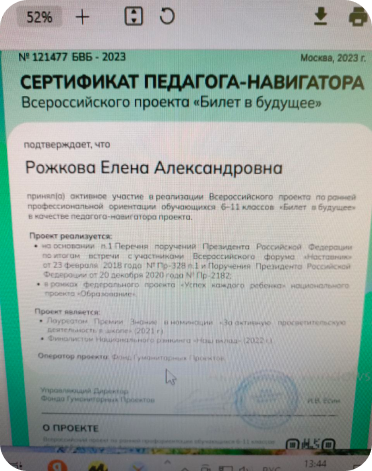 52%
№ 121477 БВБ - 2023
Москва, 2023 г.
СЕРТИФИКАТ ПЕДАГОГА-НАВИГАТОРА
Всероссийского проекта «Билет в будущее»
подтверждает, что
Рожкова Елена Александровна
принял(а) активное участие в реализации Всероссийского проекта по ранней
профессиональной ориентации обучающихся 6–11 классов «Билет в будущее»
в качестве педагога-навигатора проекта.
Проект реализуется:
• на основании п.1 Перечня поручений Президента Российской Федерации
по итогам встречи с участниками Всероссийского форума «Наставник»
от 23 февраля 2018 года № Пр-328 п.1 и Поручения Президента Российской
Федерации от 20 декабря 2020 года № Пр-2182;
• в рамках федерального проекта «Успех каждого ребенка» национального
проекта «Образование».
Проект является:
• Лауреатом Премии Знание в номинации «За активную просветительскую
деятельность в школе» (2021 г.)
• Финалистом Национального рейтинга «Наш вклад» (2022 г.)
Оператор проекта: Фонд Гуманитарных Проектов
Управляющий Директор
Фонда Гуманитарных Проектов
О ПРОЕКТЕ
13:44